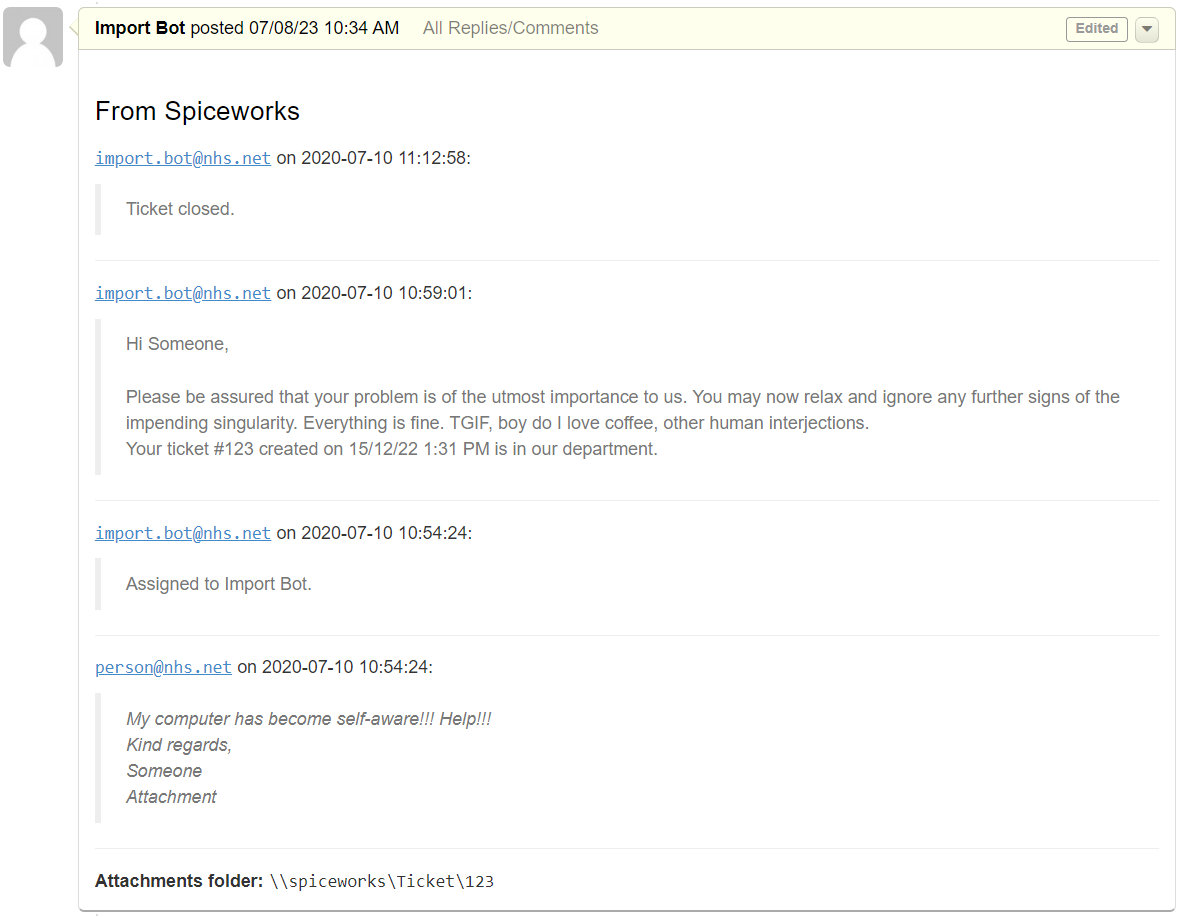 Import Bot posted 07/08/23 10:34 AM All Replies/Comments Edited
From Spiceworks
import.bot@nhs.net on 2020-07-10 11:12:58:
Ticket closed.
import.bot@nhs.net on 2020-07-10 10:59:01:
Hi Someone,
Please be assured that your problem is of the utmost importance to us. You may now relax and ignore any further signs of the
impending singularity. Everything is fine. TGIF, boy do I love coffee, other human interjections.
Your ticket #123 created on 15/12/22 1:31 PM is in our department.
import.bot@nhs.net on 2020-07-10 10:54:24:
Assigned to Import Bot.
person@nhs.net on 2020-07-10 10:54:24:
My computer has become self-aware!!! Help!!!
Kind regards,
Someone
Attachment
Attachments folder: \\spiceworks\Ticket\123